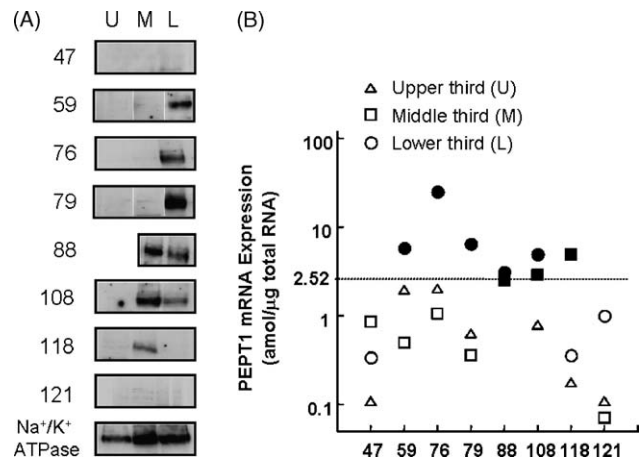 (A)
U M L
47
59
76
79
88
108
118
121
Na⁺/K⁺
ATPase
(B)
△ Upper third (U)
□ Middle third (M)
○ Lower third (L)
PEPT1 mRNA Expression
(amol/μg total RNA)
100
10
2.52
1
0.1
47 59 76 79 88 108 118 121